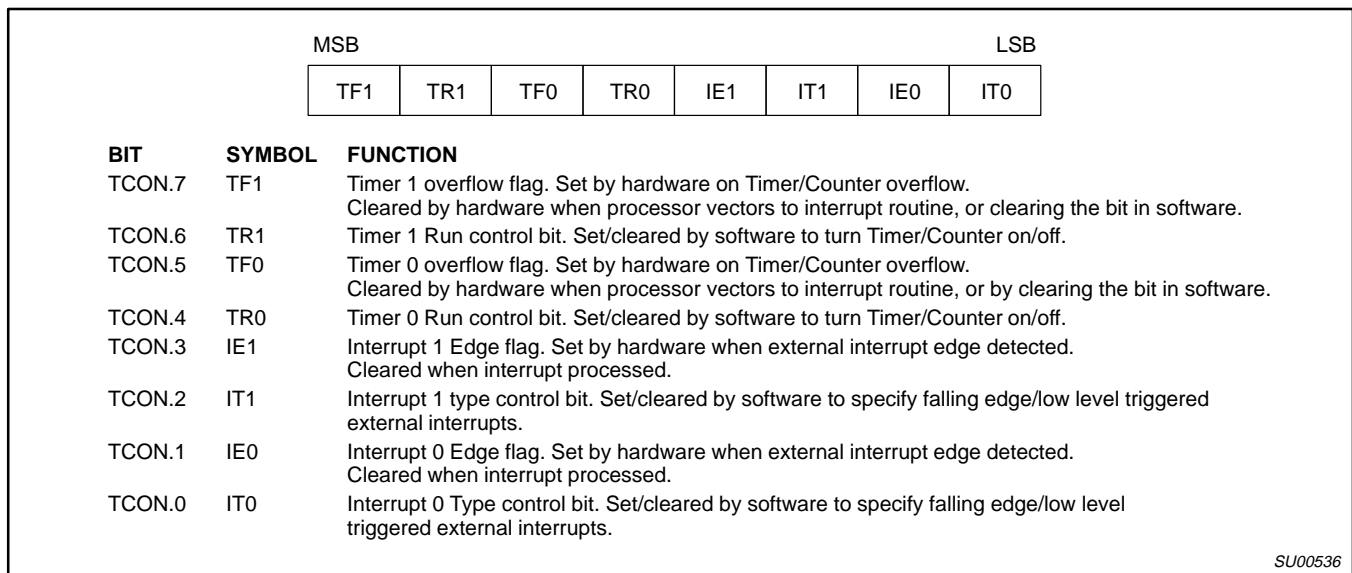 MSB LSB
TF1 TR1 TF0 TR0 IE1 IT1 IE0 IT0
BIT SYMBOL FUNCTION
TCON.7 TF1 Timer 1 overflow flag. Set by hardware on Timer/Counter overflow.
Cleared by hardware when processor vectors to interrupt routine, or clearing the bit in software.
TCON.6 TR1 Timer 1 Run control bit. Set/cleared by software to turn Timer/Counter on/off.
TCON.5 TF0 Timer 0 overflow flag. Set by hardware on Timer/Counter overflow.
Cleared by hardware when processor vectors to interrupt routine, or by clearing the bit in software.
TCON.4 TR0 Timer 0 Run control bit. Set/cleared by software to turn Timer/Counter on/off.
TCON.3 IE1 Interrupt 1 Edge flag. Set by hardware when external interrupt edge detected.
Cleared when interrupt processed.
TCON.2 IT1 Interrupt 1 type control bit. Set/cleared by software to specify falling edge/low level triggered
external interrupts.
TCON.1 IE0 Interrupt 0 Edge flag. Set by hardware when external interrupt edge detected.
Cleared when interrupt processed.
TCON.0 IT0 Interrupt 0 Type control bit. Set/cleared by software to specify falling edge/low level
triggered external interrupts.
SU00536